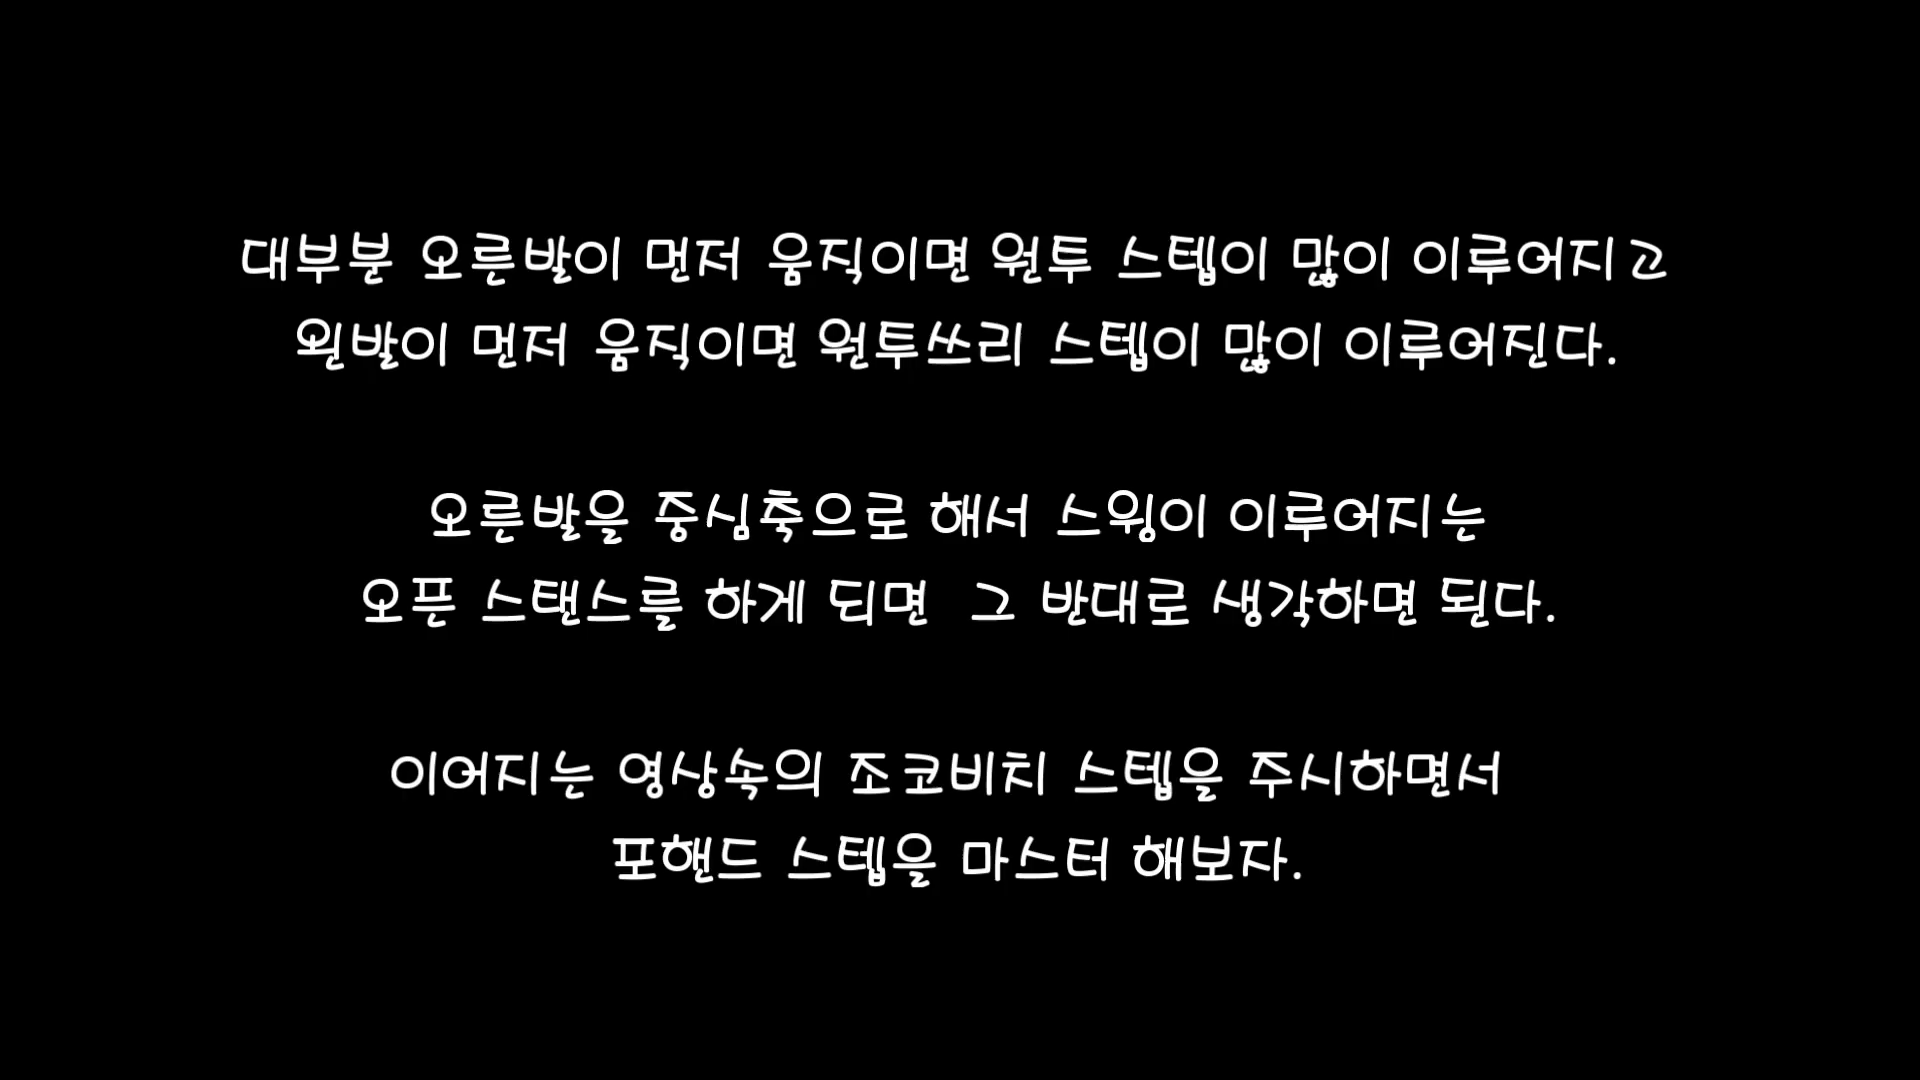 대부분 오른발이 먼저 움직이면 원투 스텝이 많이 이루어지고
왼발이 먼저 움직이면 원투쓰리 스텝이 많이 이루어진다.
오른발을 중심축으로 해서 스윙이 이루어지는
오픈 스탠스를 하게 되면 그 반대로 생각하면 된다.
이어지는 영상속의 조코비치 스텝을 주시하면서
포핸드 스텝을 마스터 해보자.